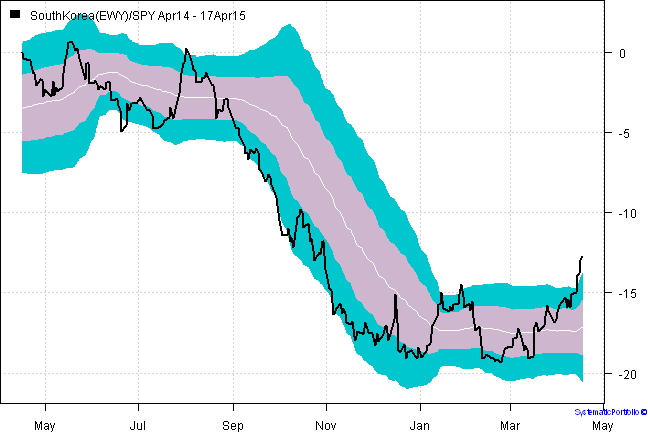 SouthKorea(EWY)/SPY Apr14 - 17Apr15
0
-5
-10
-15
-20
May Jul Sep Nov Jan Mar May
SystematicPortfolio ©